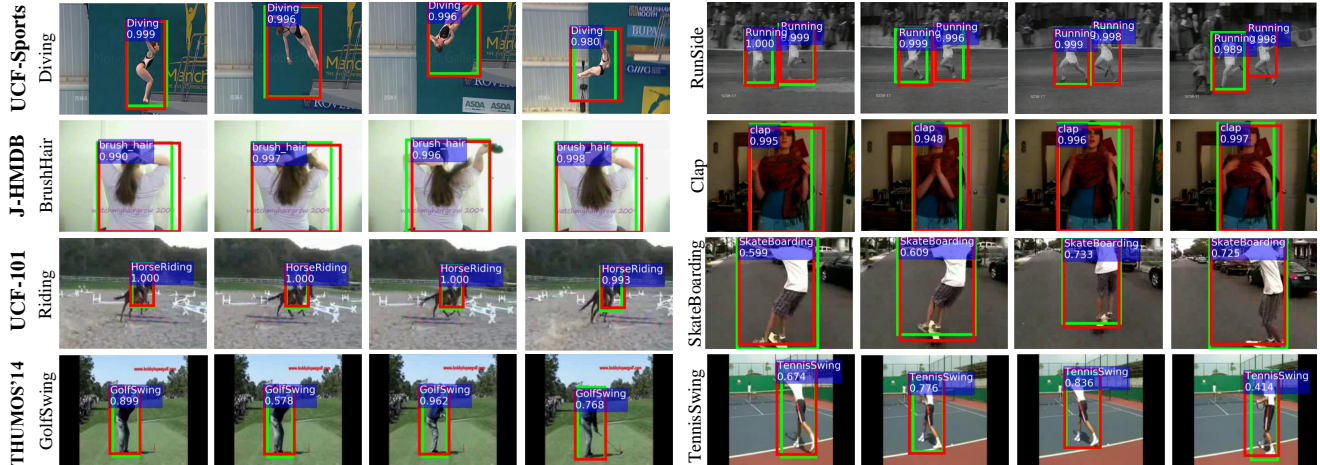 UCF-Sports
Diving
Diving
0.999
Diving
0.996
Diving
0.996
Diving
0.980
RunSide
Running
1.000
Running
0.999
Running
0.999
Running
0.996
Running
0.999
Running
0.998
Running
0.989
Running
0.998
J-HMDB
BrushHair
brush_hair
0.990
brush_hair
0.997
brush_hair
0.996
brush_hair
0.998
Clap
clap
0.995
clap
0.948
clap
0.996
clap
0.997
UCF-101
Riding
HorseRiding
1.000
HorseRiding
1.000
HorseRiding
1.000
HorseRiding
0.993
SkateBoarding
SkateBoarding
0.599
SkateBoarding
0.609
SkateBoarding
0.733
SkateBoarding
0.725
THUMOS'14
GolfSwing
GolfSwing
0.899
GolfSwing
0.578
GolfSwing
0.962
GolfSwing
0.768
TennisSwing
TennisSwing
0.674
TennisSwing
0.776
TennisSwing
0.836
TennisSwing
0.414
ASDA
ASDA
BUPA